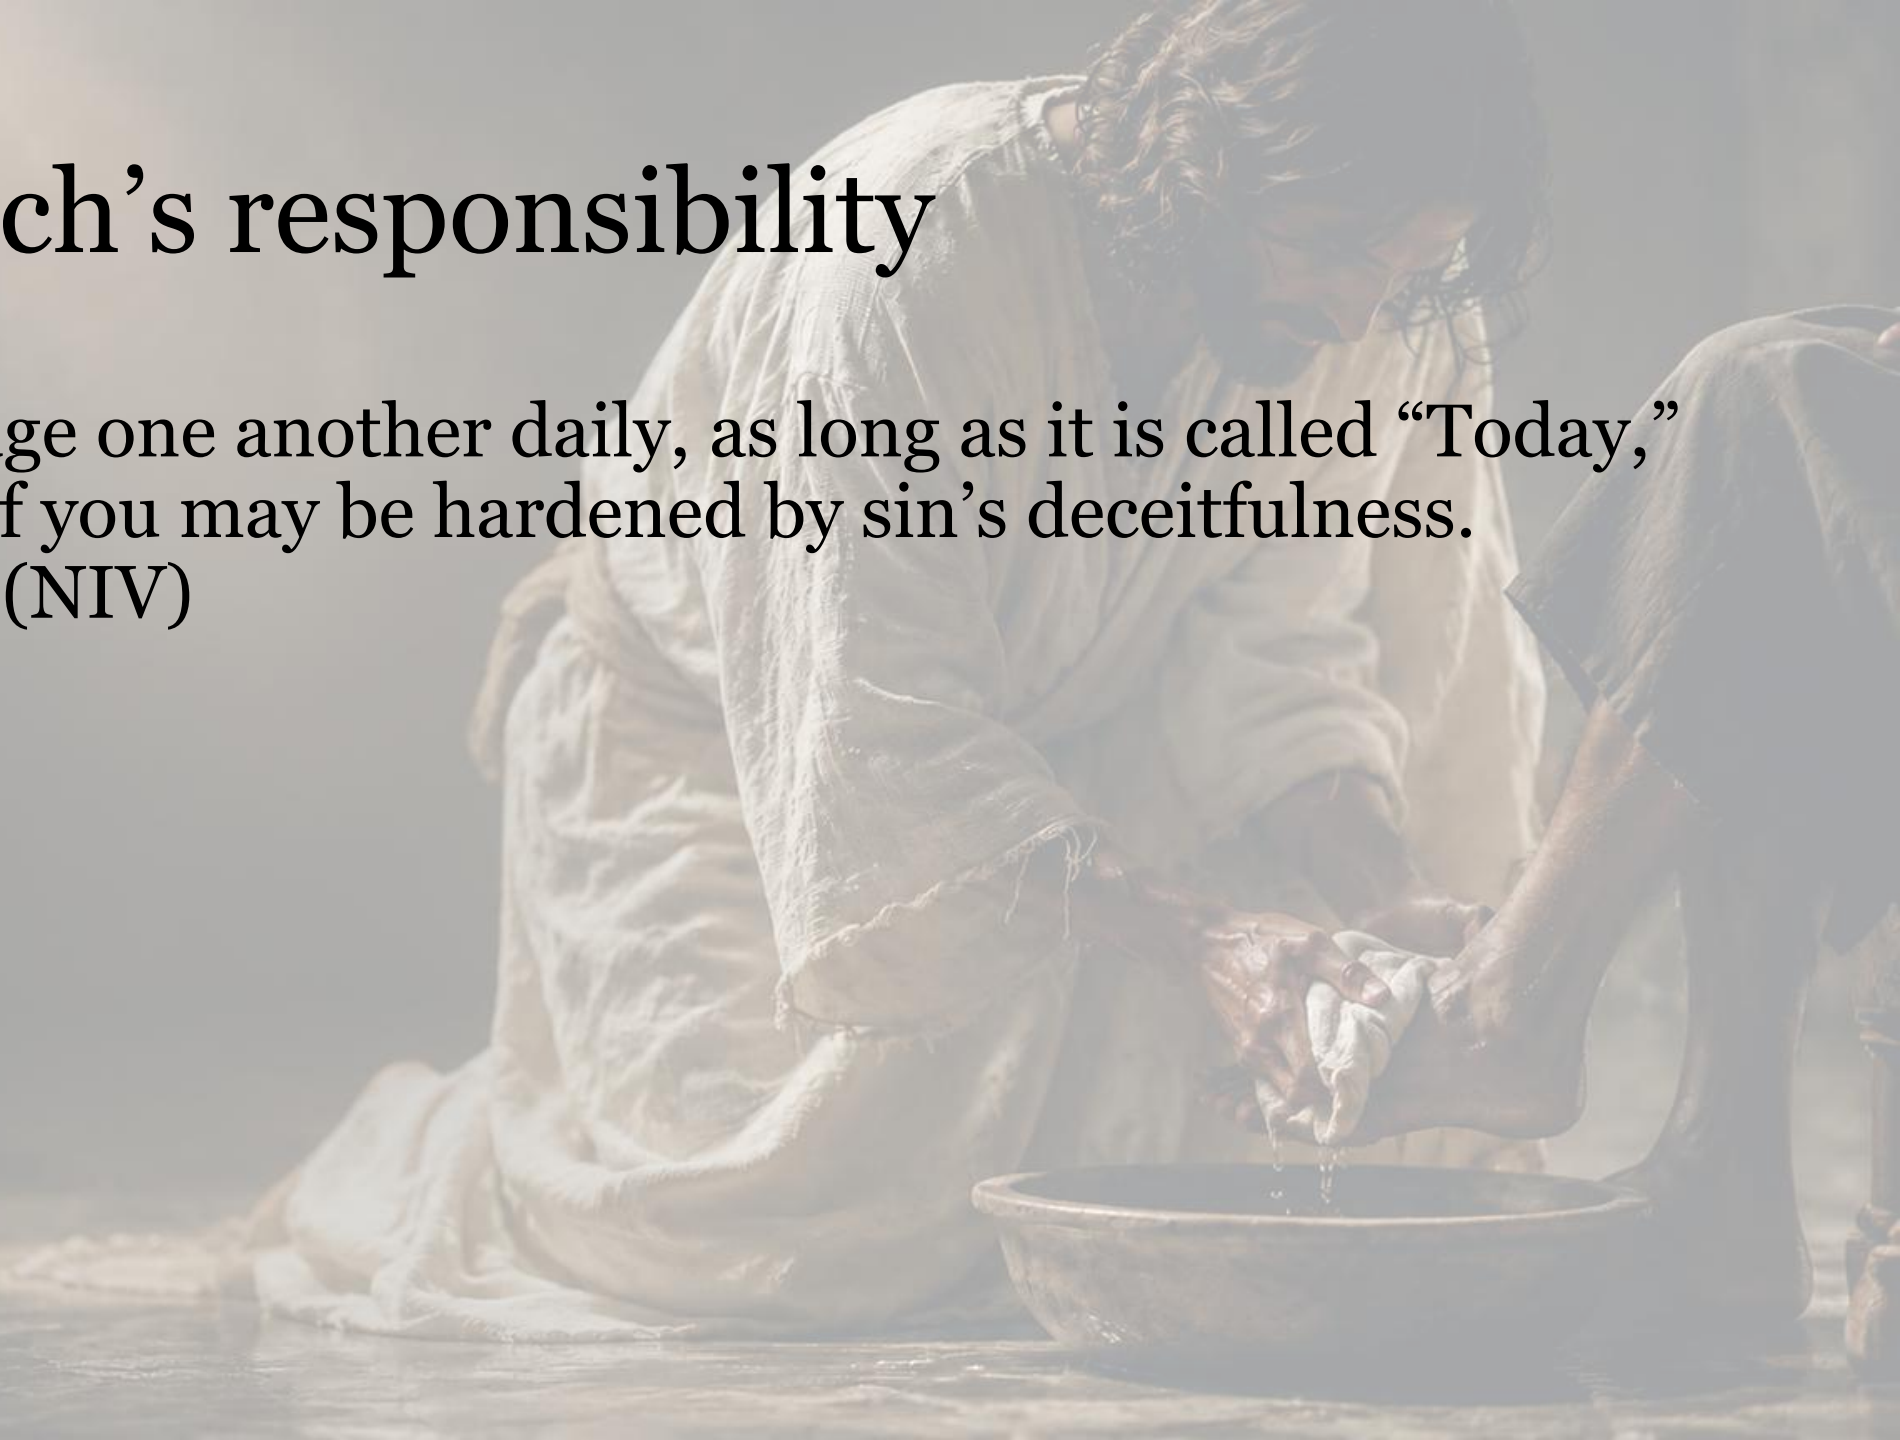 ch’s responsibility
ge one another daily, as long as it is called “Today,”
f you may be hardened by sin’s deceitfulness.
(NIV)